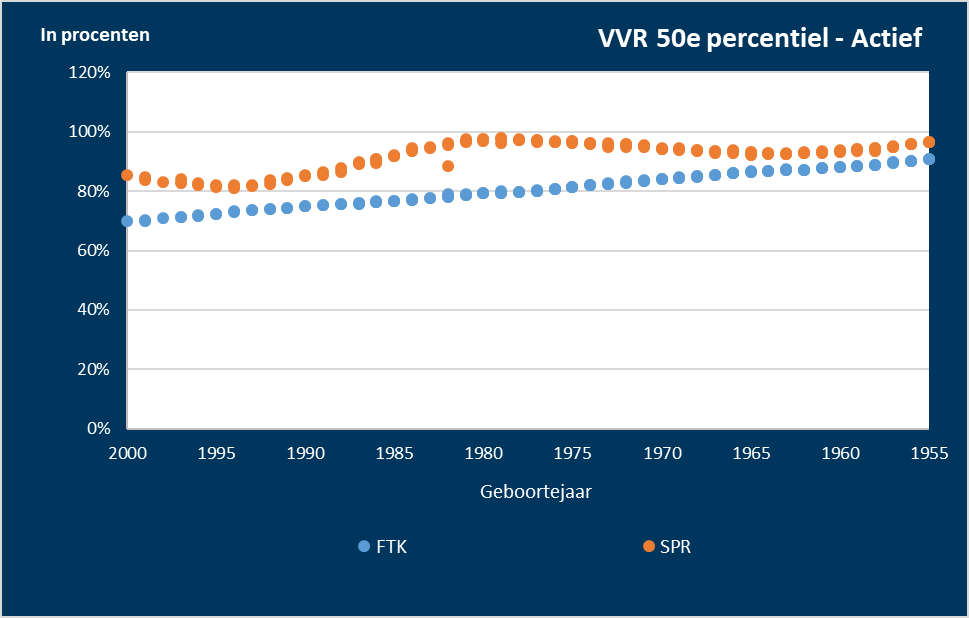 In procenten
VVR 50e percentiel - Actief
120%
100%
80%
60%
40%
20%
0%
2000 1995 1990 1985 1980 1975 1970 1965 1960 1955
Geboortejaar
FTK SPR